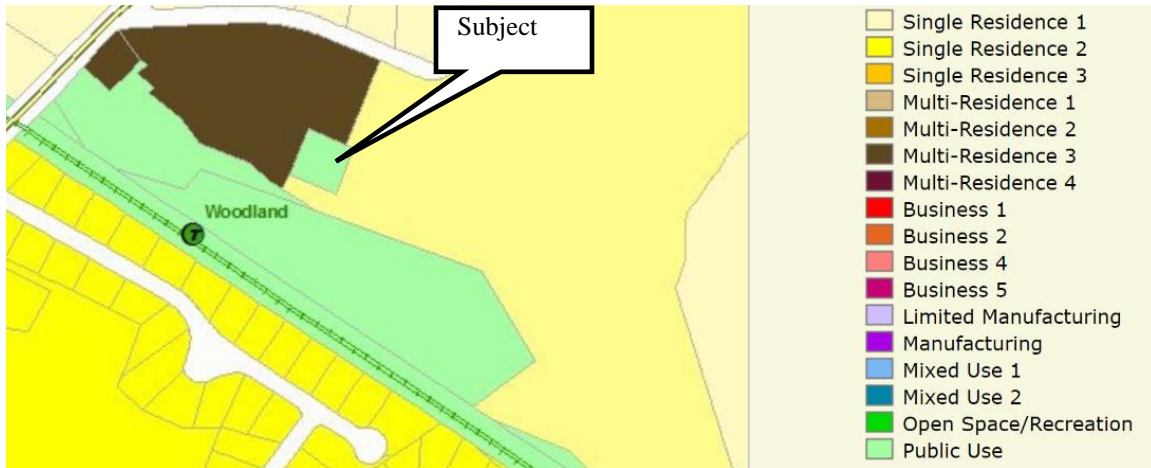 Subject
Woodland
T
Single Residence 1
Single Residence 2
Single Residence 3
Multi-Residence 1
Multi-Residence 2
Multi-Residence 3
Multi-Residence 4
Business 1
Business 2
Business 4
Business 5
Limited Manufacturing
Manufacturing
Mixed Use 1
Mixed Use 2
Open Space/Recreation
Public Use